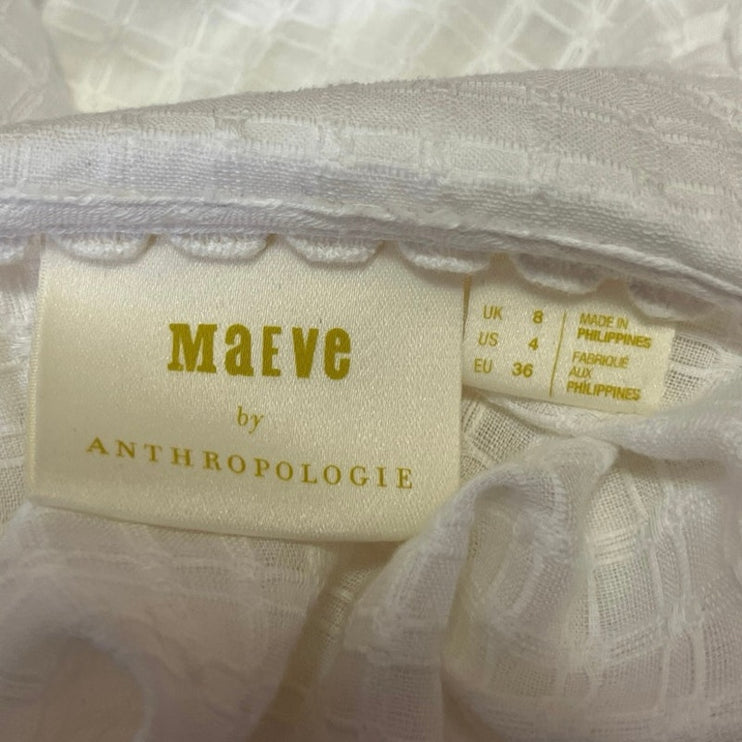 MAEVE
by
ANTHROPOLOGIE
UK 8
US 4
EU 36
MADE IN
PHILIPPINES
FABRIQUÉ
AUX
PHILIPPINES